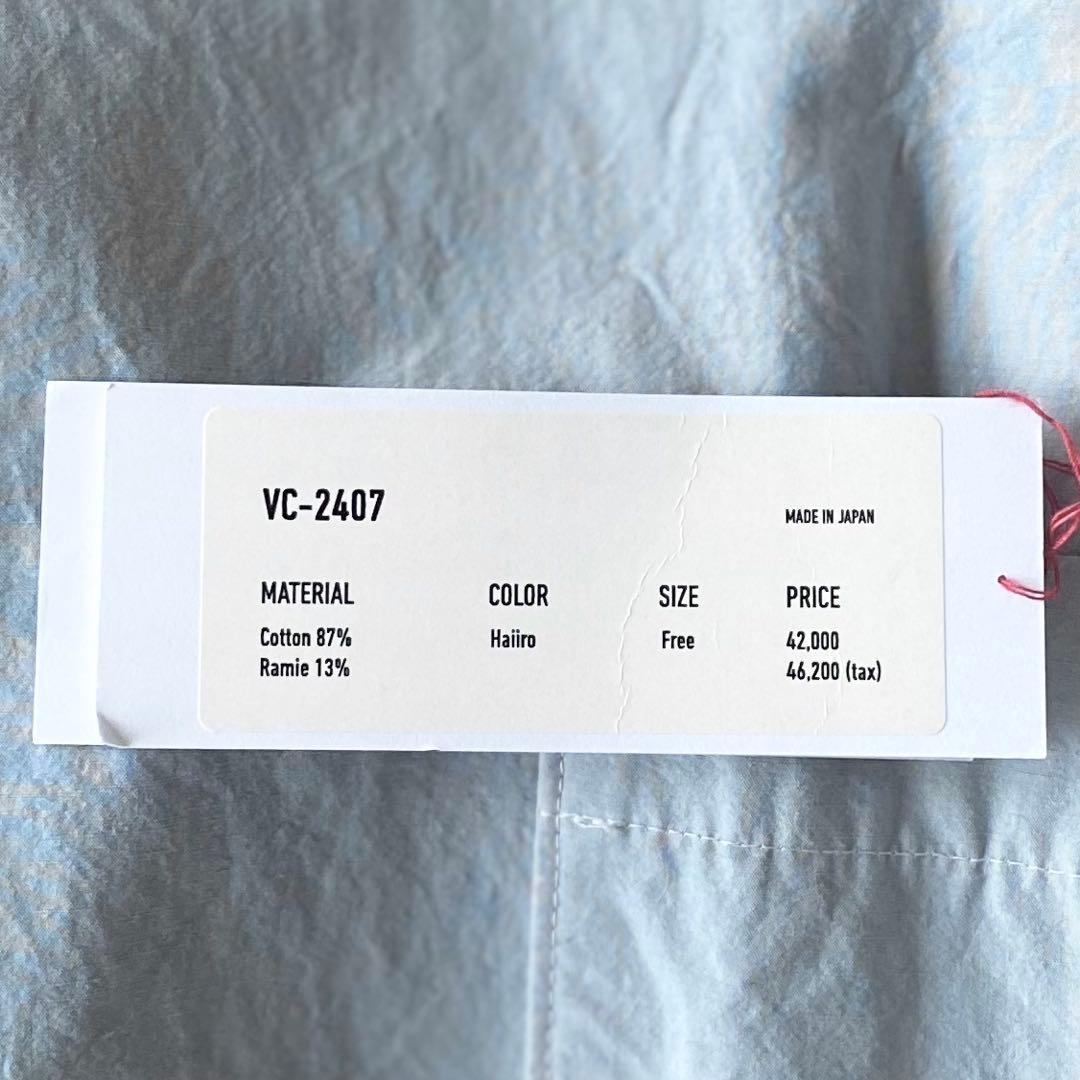 VC-2407
MADE IN JAPAN
MATERIAL COLOR SIZE PRICE
Cotton 87% Haiiro Free 42,000
Ramie 13% 46,200 (tax)